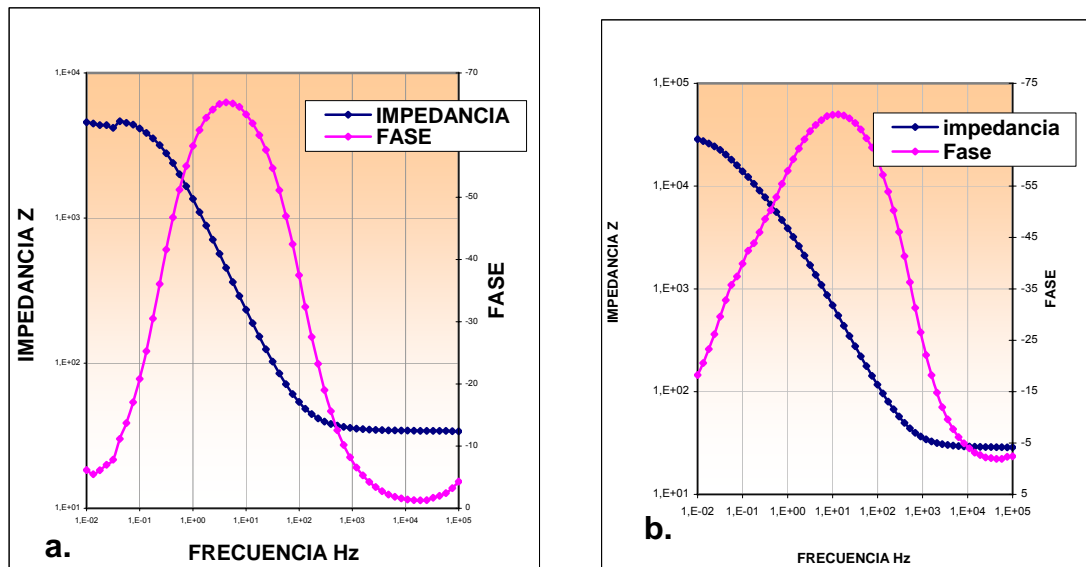 1,E+04
1,E+03
1,E+02
1,E+01
IMPEDANCIA Z
-70
-50
-40
-30
-20
-10
0
FASE
IMPEDANCIA
FASE
1,E-02 1,E-01 1,E+00 1,E+01 1,E+02 1,E+03 1,E+04 1,E+05
a.
FRECUENCIA Hz
1,E+05
1,E+04
1,E+03
1,E+02
1,E+01
IMPEDANCIA Z
-75
-55
-45
-35
-25
-15
-5
5
FASE
impedancia
Fase
1,E-02 1,E-01 1,E+00 1,E+01 1,E+02 1,E+03 1,E+04 1,E+05
b.
FRECUENCIA Hz